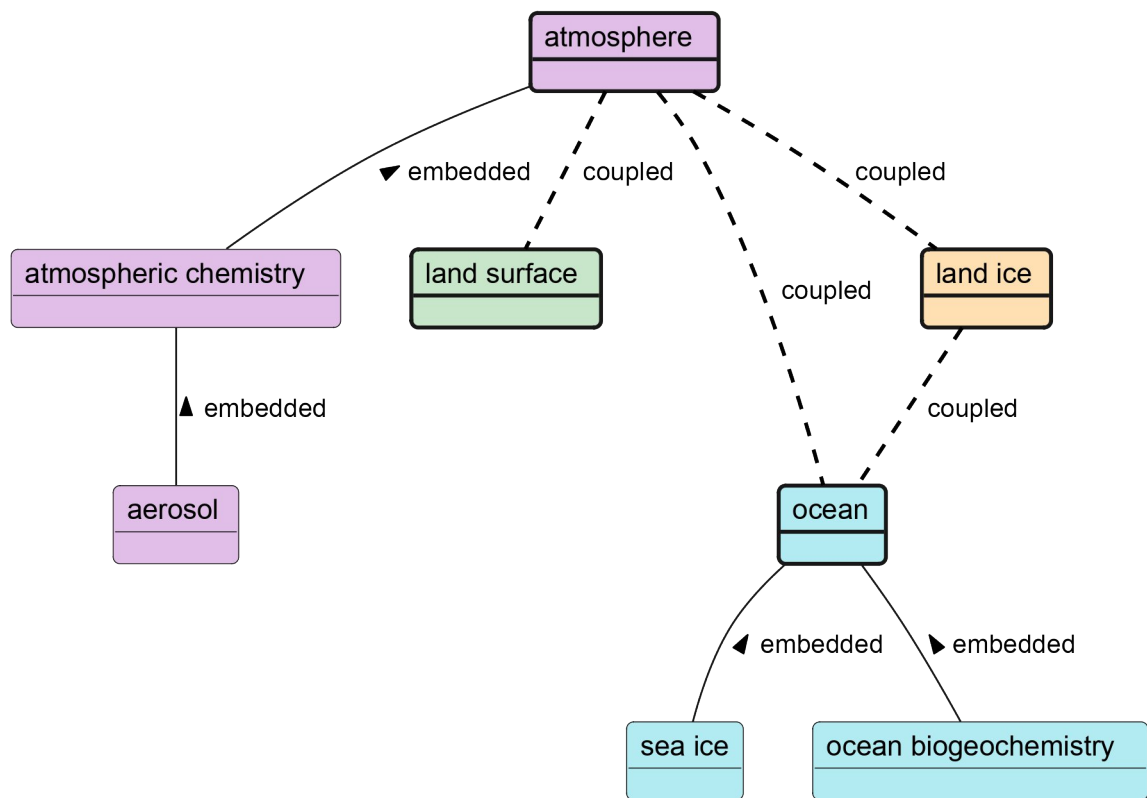 atmosphere
embedded
coupled
coupled
atmospheric chemistry
land surface
land ice
coupled
embedded
coupled
aerosol
ocean
embedded
embedded
sea ice
ocean biogeochemistry